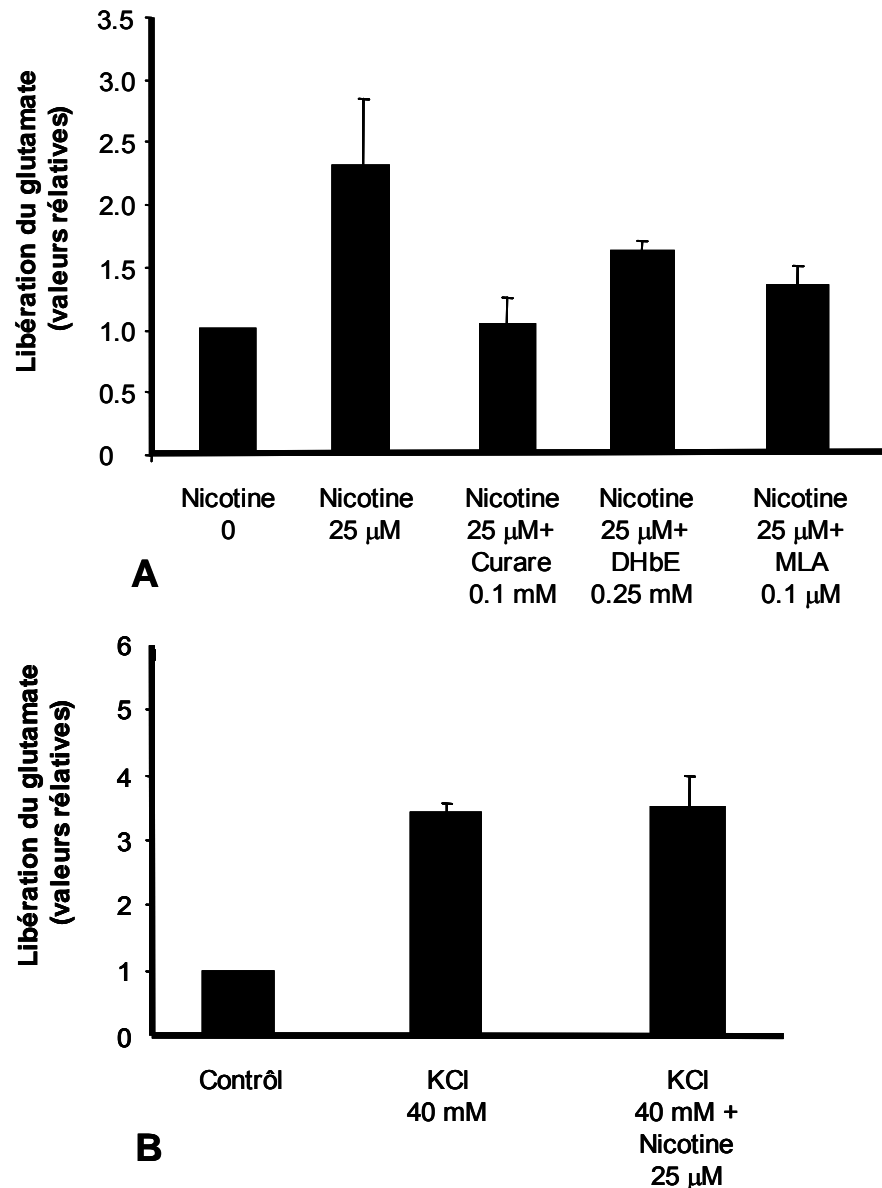 Libération du glutamate
(valeurs rélatives)
3.5
3.0
2.5
2.0
1.5
1.0
0.5
0
Nicotine
0
Nicotine
25 µM
Nicotine
25 µM+
Curare
0.1 mM
Nicotine
25 µM+
DHbE
0.25 mM
Nicotine
25 µM+
MLA
0.1 µM
A
Libération du glutamate
(valeurs rélatives)
6
5
4
3
2
1
0
Contrôl
KCl
40 mM
KCl
40 mM +
Nicotine
25 µM
B